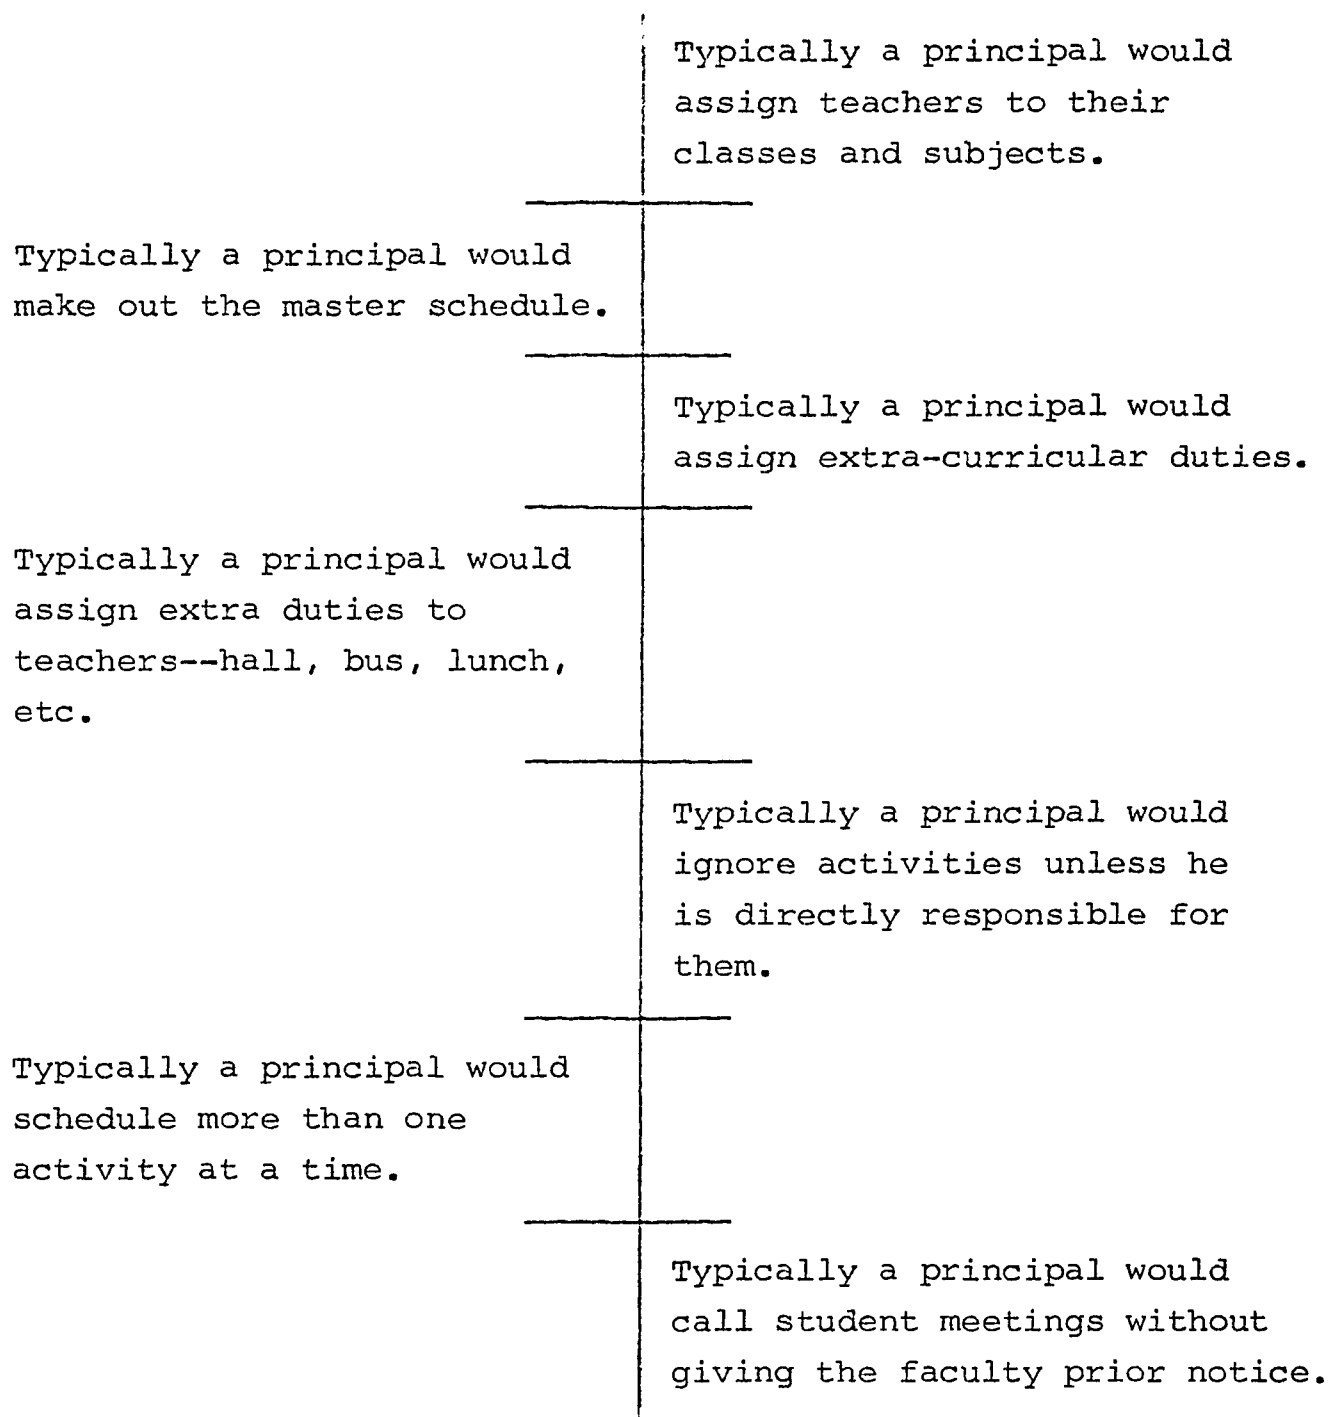 Typically a principal would
assign teachers to their
classes and subjects.
Typically a principal would
make out the master schedule.
Typically a principal would
assign extra-curricular duties.
Typically a principal would
assign extra duties to
teachers--hall, bus, lunch,
etc.
Typically a principal would
ignore activities unless he
is directly responsible for
them.
Typically a principal would
schedule more than one
activity at a time.
Typically a principal would
call student meetings without
giving the faculty prior notice.